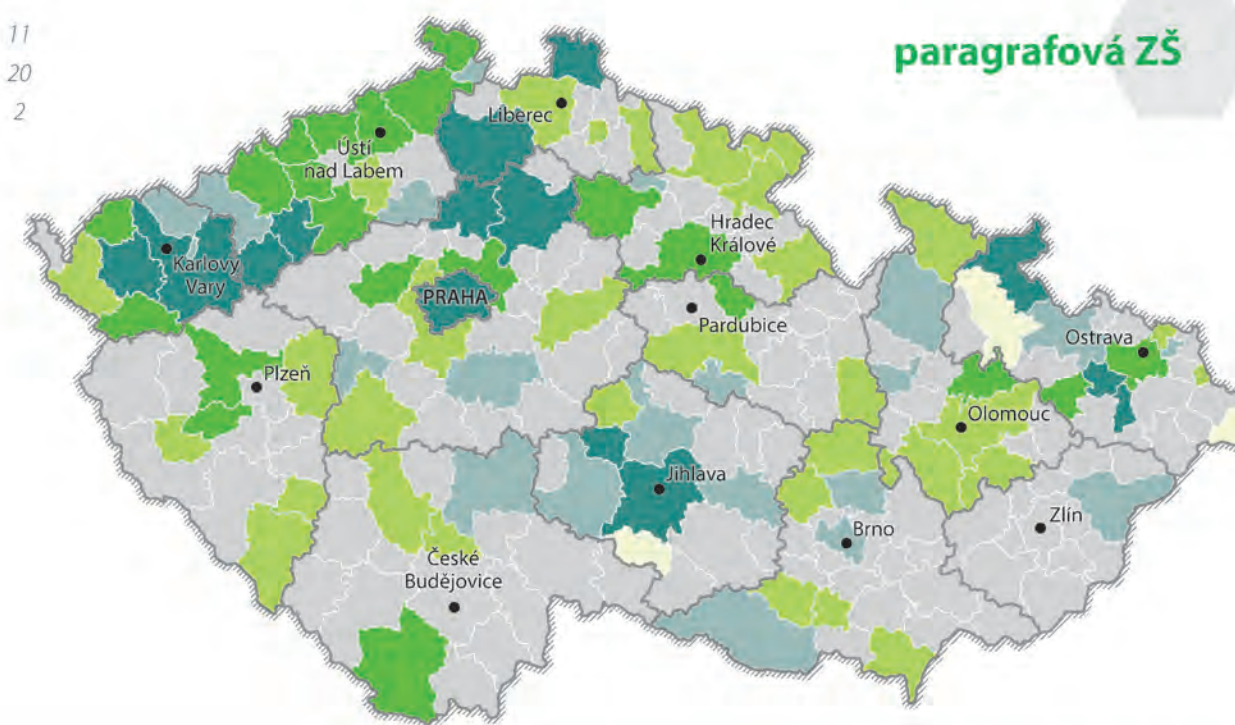 11
20
2
paragrafová ZŠ
Liberec
Ústí
nad Labem
Hradec
Králové
Karlovy
Vary
PRAHA
Pardubice
Ostrava
Plzeň
Olomouc
Jihlava
Zlín
Brno
České
Budějovice